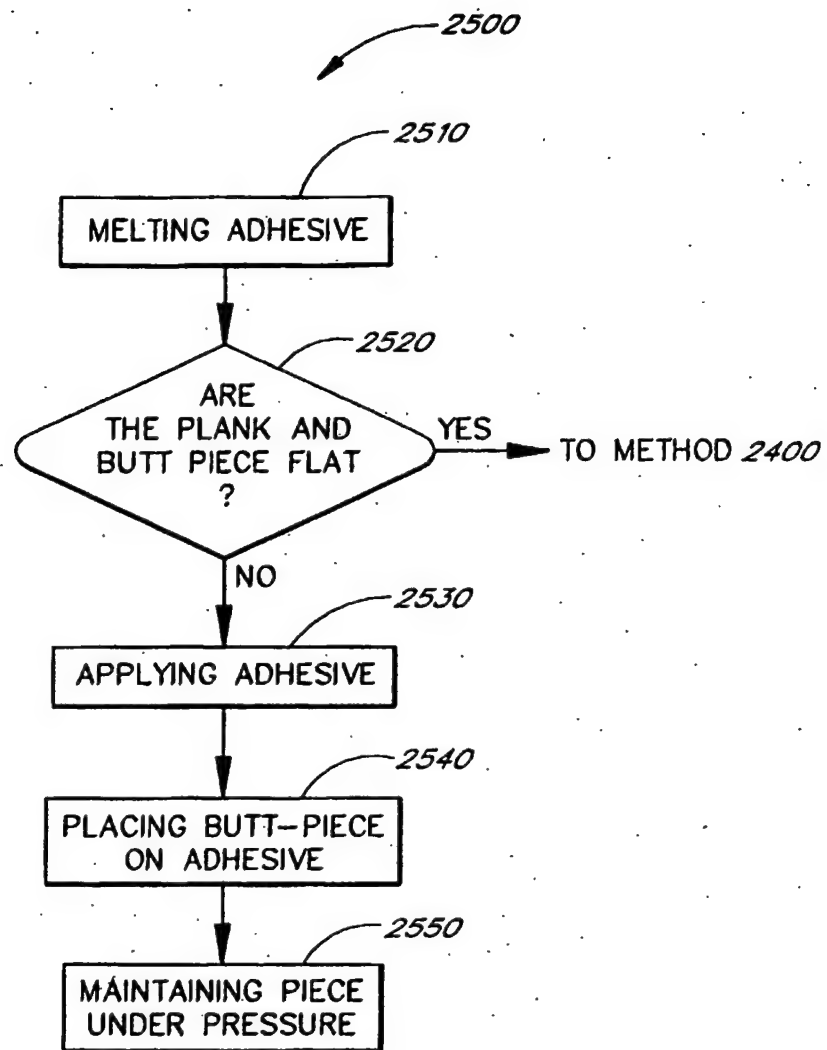 2500
2510
MELTING ADHESIVE
2520
ARE
THE PLANK AND
BUTT PIECE FLAT
?
YES
TO METHOD 2400
NO
2530
APPLYING ADHESIVE
2540
PLACING BUTT-PIECE
ON ADHESIVE
2550
MAINTAINING PIECE
UNDER PRESSURE